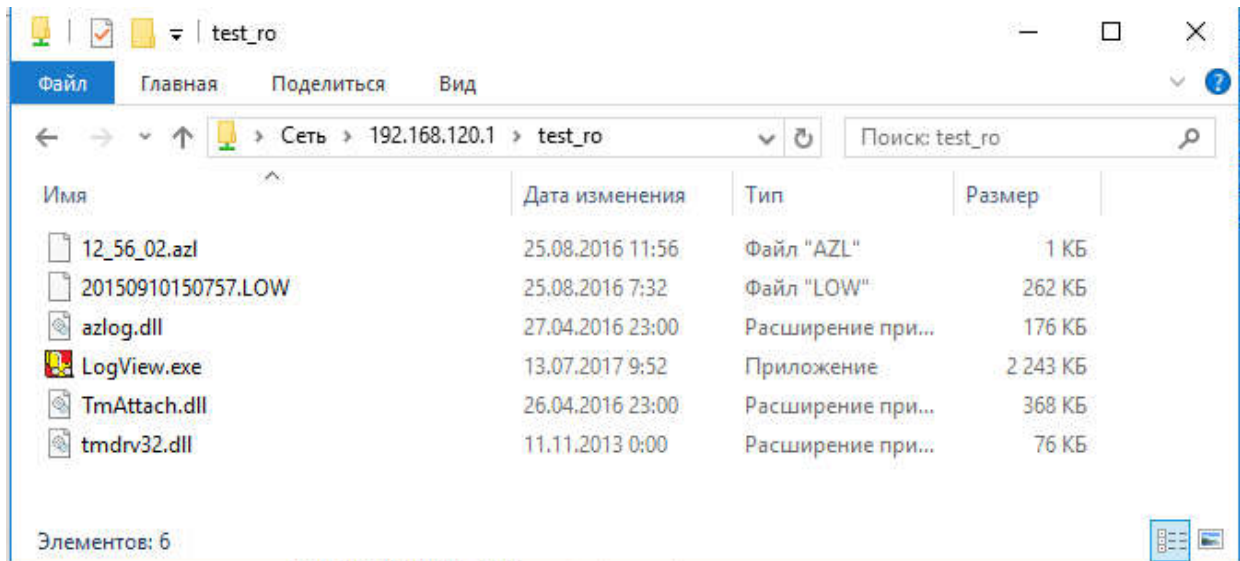 test_ro
Файл Главная Поделиться Вид
Сеть 192.168.120.1 test_ro Поиск: test_ro
Имя Дата изменения Тип Размер
12_56_02.azl 25.08.2016 11:56 Файл "AZL" 1 КБ
20150910150757.LOW 25.08.2016 7:32 Файл "LOW" 262 КБ
azlog.dll 27.04.2016 23:00 Расширение при... 176 КБ
LogView.exe 13.07.2017 9:52 Приложение 2 243 КБ
TmAttach.dll 26.04.2016 23:00 Расширение при... 368 КБ
tmdrv32.dll 11.11.2013 0:00 Расширение при... 76 КБ
Элементов: 6